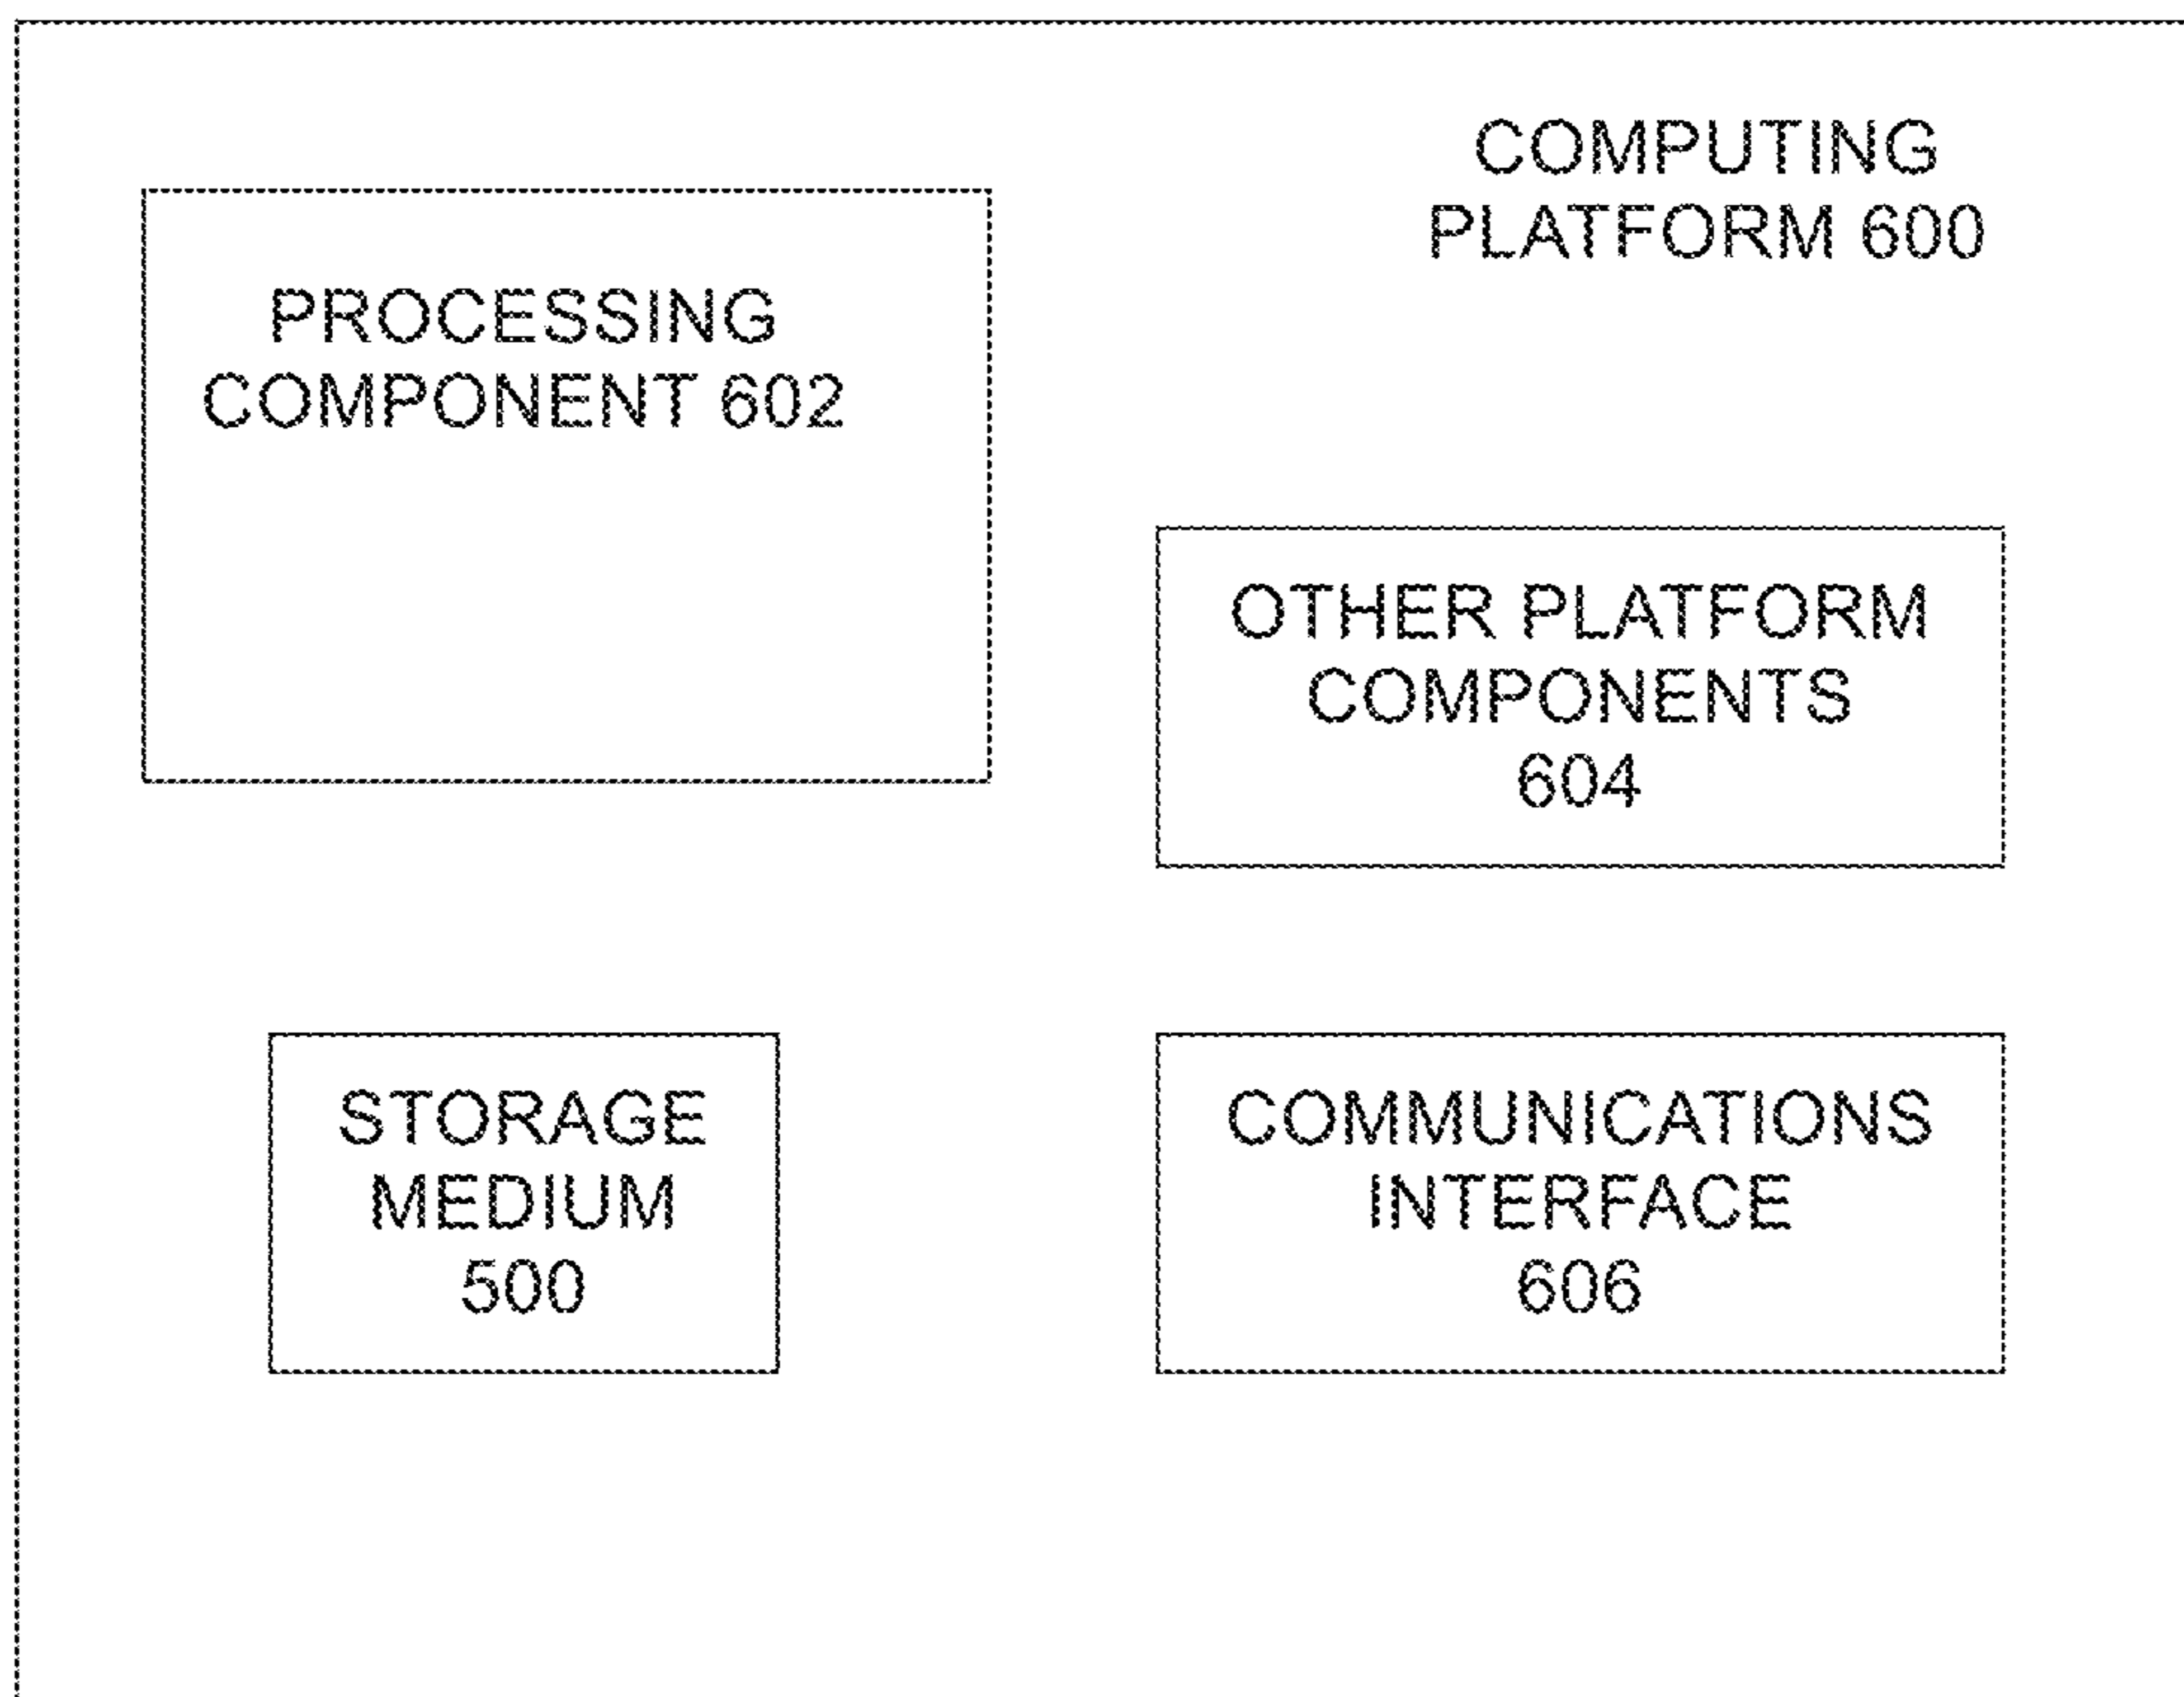 COMPUTING
PLATFORM 600
PROCESSING
COMPONENT 602
OTHER PLATFORM
COMPONENTS
604
STORAGE
MEDIUM
500
COMMUNICATIONS
INTERFACE
606